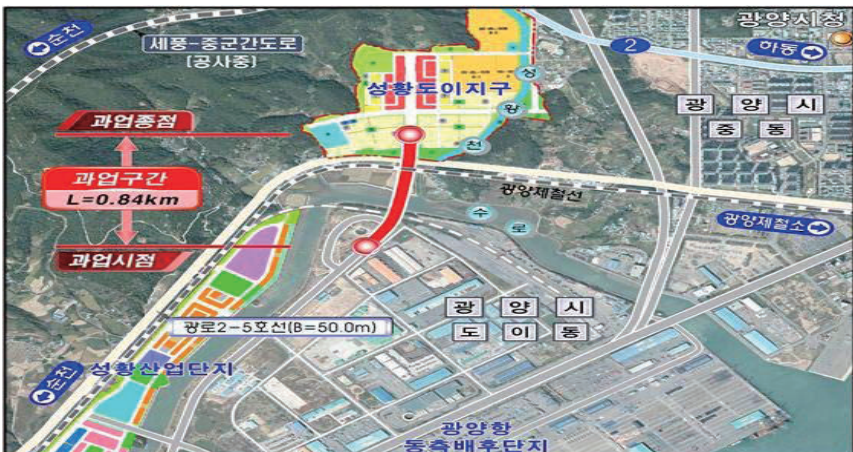 광양시청
순천
세풍-중군간도로
(공사중)
2
하동
성황도이지구
성
황
천
광 양 시
중 동
과업종점
과업구간
L=0.84km
과업시점
광양제철선
수
로
광양제철소
광 양 시
도 이 동
광로2-5호선(B=50.0m)
성황산업단지
순천
광양항
동측배후단지